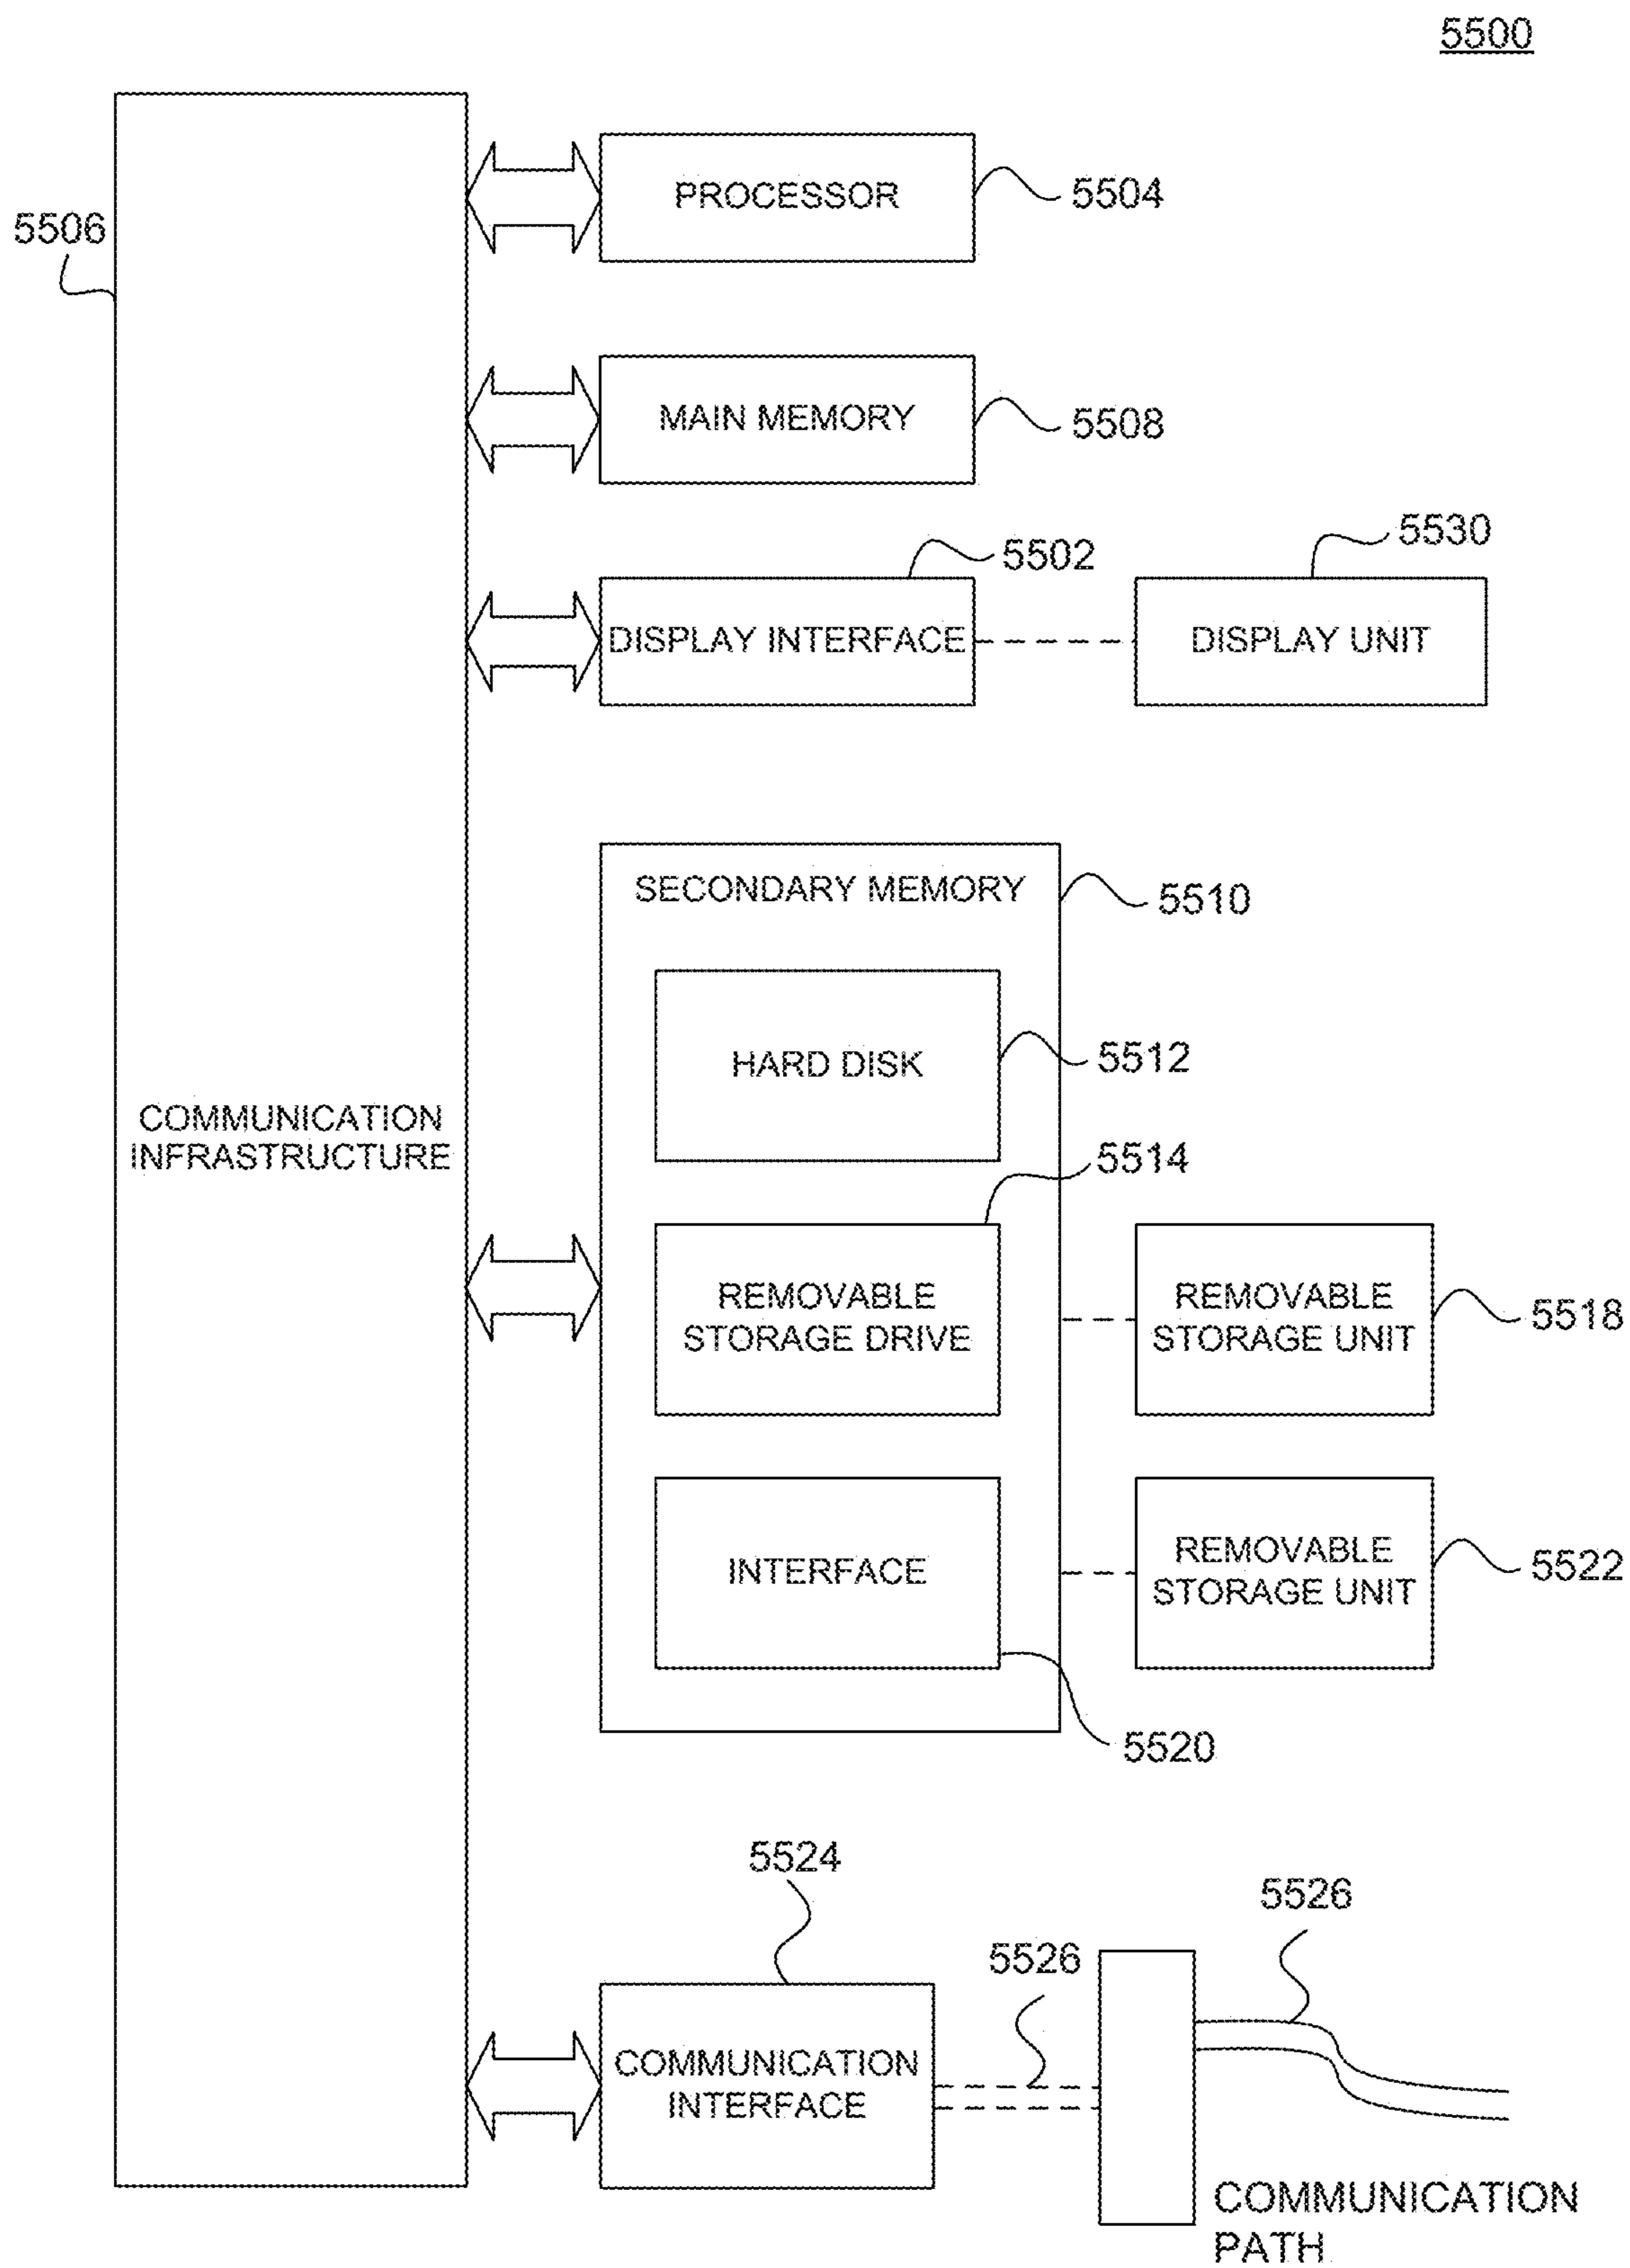 5500
5506
PROCESSOR
5504
MAIN MEMORY
5508
5502
5530
DISPLAY INTERFACE
DISPLAY UNIT
SECONDARY MEMORY
5510
HARD DISK
5512
COMMUNICATION
INFRASTRUCTURE
5514
REMOVABLE
STORAGE DRIVE
REMOVABLE
STORAGE UNIT
5518
INTERFACE
REMOVABLE
STORAGE UNIT
5522
5520
5524
5526
5526
COMMUNICATION
INTERFACE
COMMUNICATION
PATH